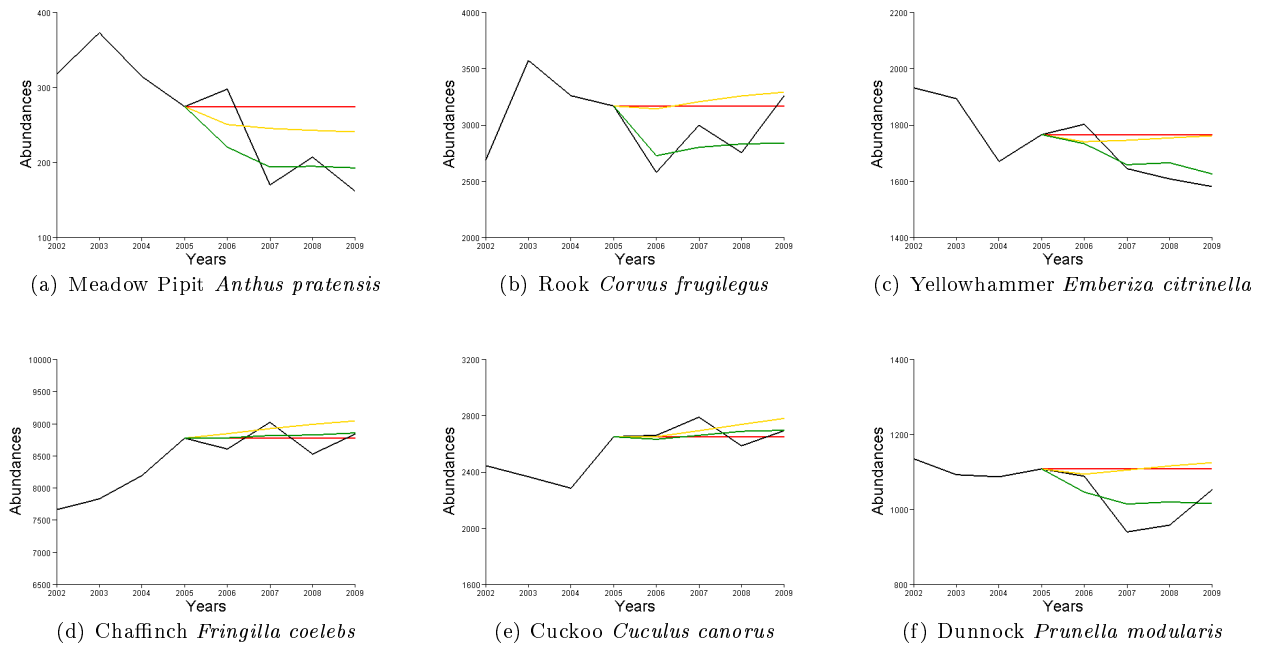 400
300
200
100
Abundances
2002 2003 2004 2005 2006 2007 2008 2009
Years
(a) Meadow Pipit Anthus pratensis
4000
3500
3000
2500
2000
Abundances
2002 2003 2004 2005 2006 2007 2008 2009
Years
(b) Rook Corvus frugilegus
2200
2000
1800
1600
1400
Abundances
2002 2003 2004 2005 2006 2007 2008 2009
Years
(c) Yellowhammer Emberiza citrinella
10000
9500
9000
8500
8000
7500
7000
6500
Abundances
2002 2003 2004 2005 2006 2007 2008 2009
Years
(d) Chaffinch Fringilla coelebs
3200
2800
2400
2000
1600
Abundances
2002 2003 2004 2005 2006 2007 2008 2009
Years
(e) Cuckoo Cuculus canorus
1400
1200
1000
800
Abundances
2002 2003 2004 2005 2006 2007 2008 2009
Years
(f) Dunnock Prunella modularis